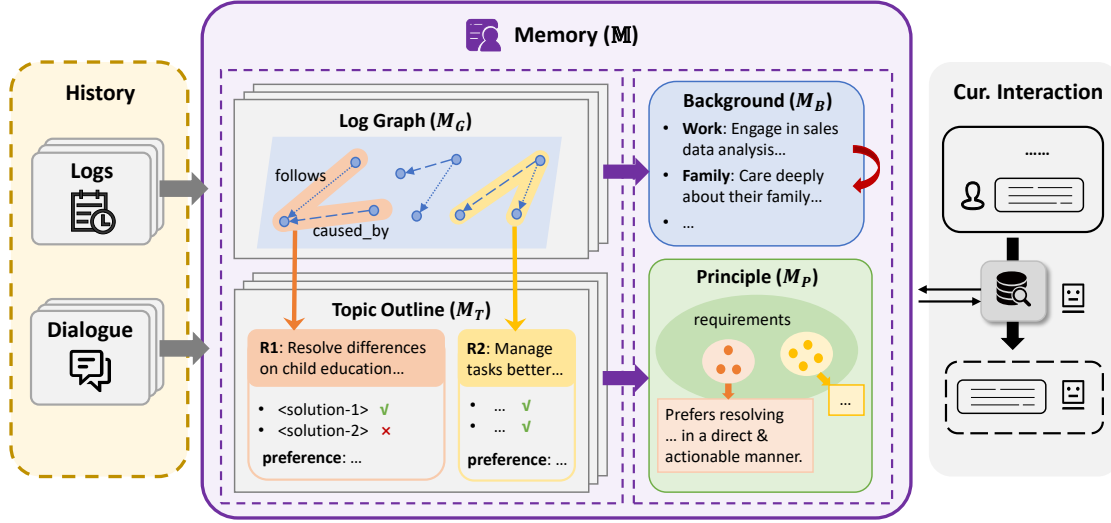 Memory (𝕄)
History
Logs
Dialogue
Log Graph (M_G)
follows
caused_by
Topic Outline (M_T)
R1: Resolve differences
on child education...
• <solution-1> √
• <solution-2> ×
preference: ...
R2: Manage
tasks better...
• ... √
• ... √
preference: ...
Background (M_B)
• Work: Engage in sales
data analysis...
• Family: Care deeply
about their family...
• ...
Principle (M_P)
requirements
Prefers resolving
... in a direct &
actionable manner.
...
Cur. Interaction
......